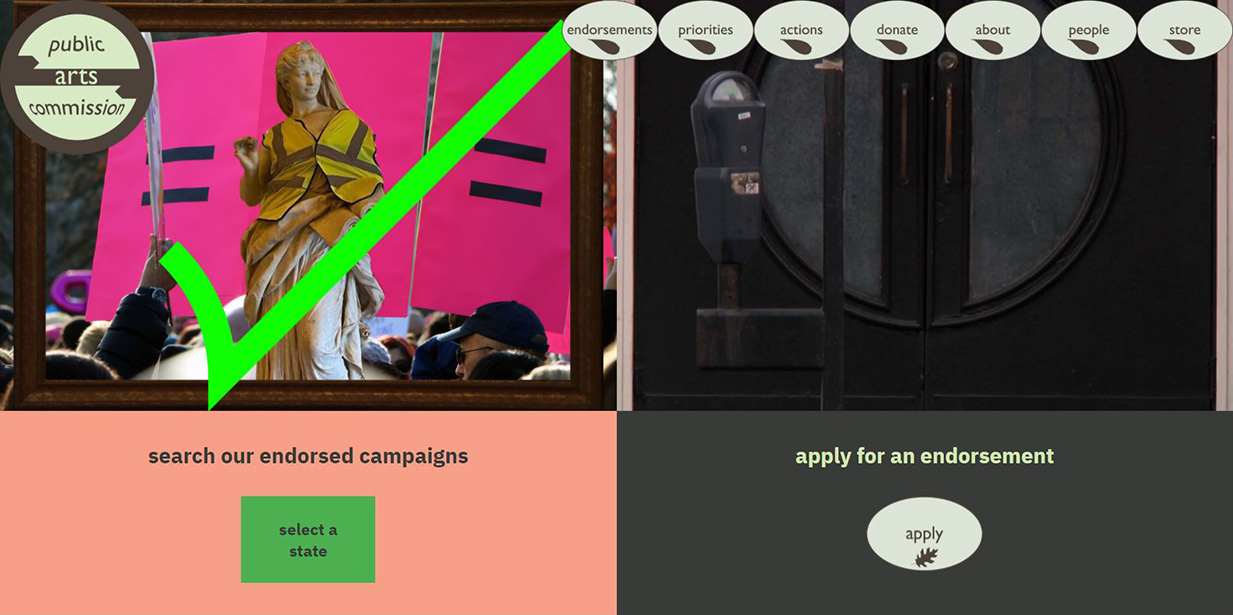 public
arts
commission
endorsements
priorities
actions
donate
about
people
store
search our endorsed campaigns
select a
state
apply for an endorsement
apply